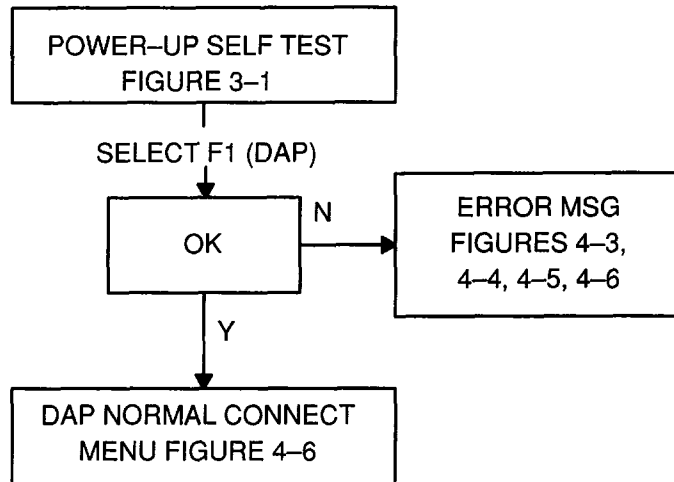 POWER–UP SELF TEST
FIGURE 3–1
SELECT F1 (DAP)
OK
N
ERROR MSG
FIGURES 4–3,
4–4, 4–5, 4–6
Y
DAP NORMAL CONNECT
MENU FIGURE 4–6